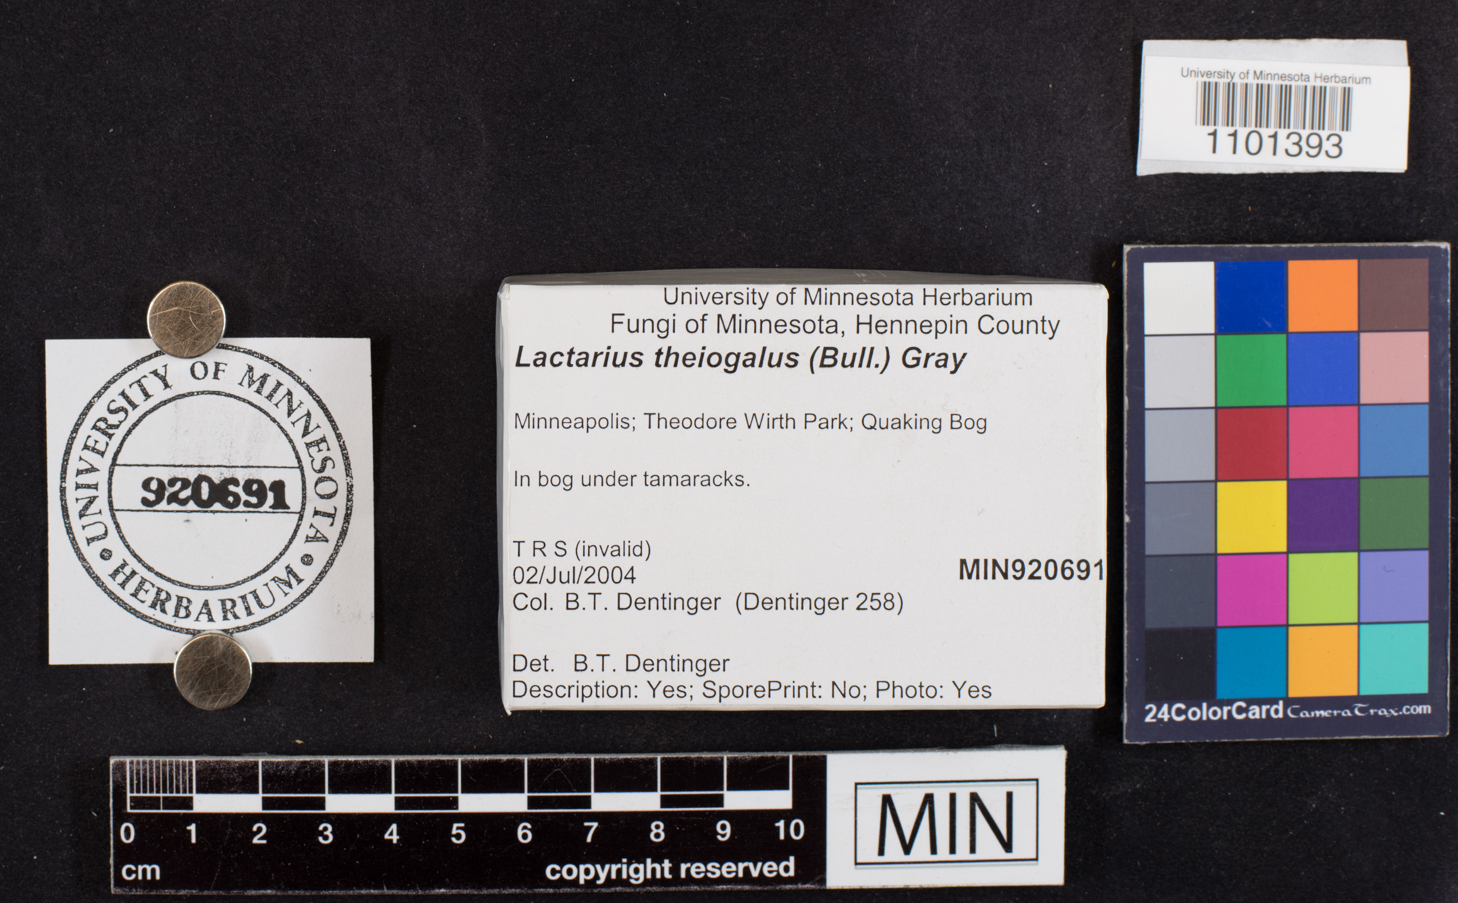 University of Minnesota Herbarium
1101393
UNIVERSITY OF MINNESOTA
HERBARIUM
920691
University of Minnesota Herbarium
Fungi of Minnesota, Hennepin County
Lactarius theiogalus (Bull.) Gray
Minneapolis; Theodore Wirth Park; Quaking Bog
In bog under tamaracks.
T R S (invalid)
02/Jul/2004
MIN920691
Col. B.T. Dentinger (Dentinger 258)
Det. B.T. Dentinger
Description: Yes; SporePrint: No; Photo: Yes
24ColorCard CameraTrax.com
0 1 2 3 4 5 6 7 8 9 10
cm
copyright reserved
MIN